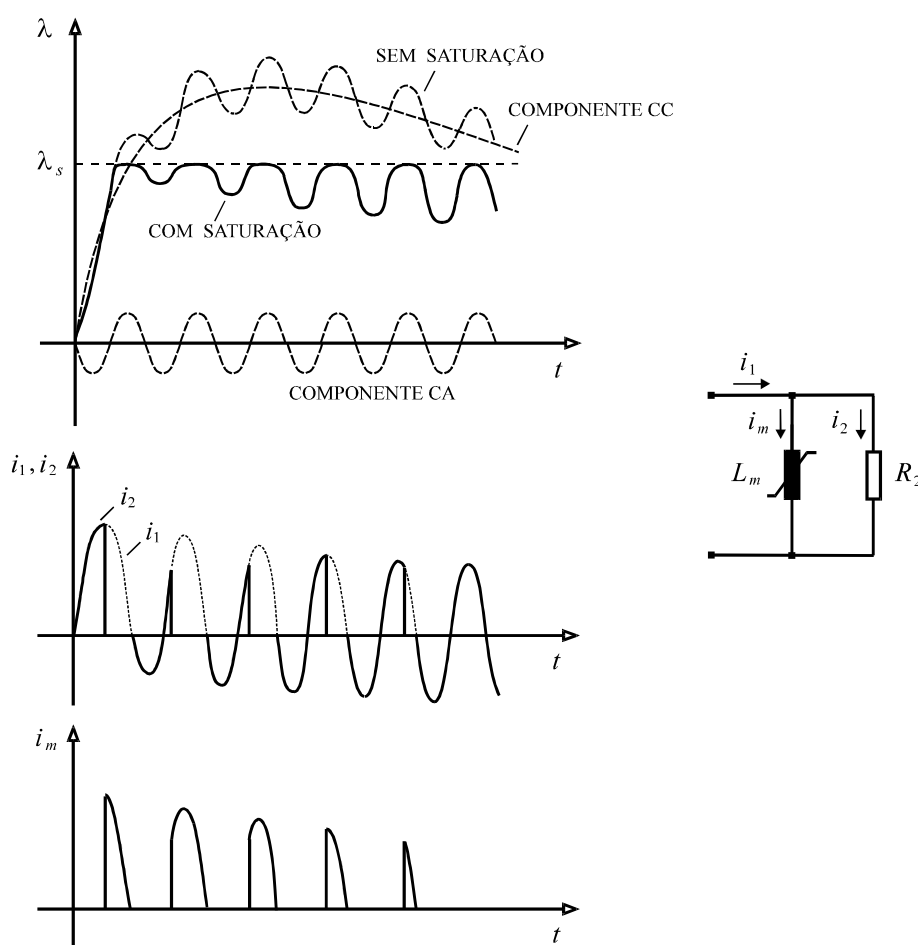 λ
SEM SATURAÇÃO
COMPONENTE CC
λs
COM SATURAÇÃO
t
COMPONENTE CA
i1
im
i2
Lm
R2
i1, i2
i2
i1
t
im
t